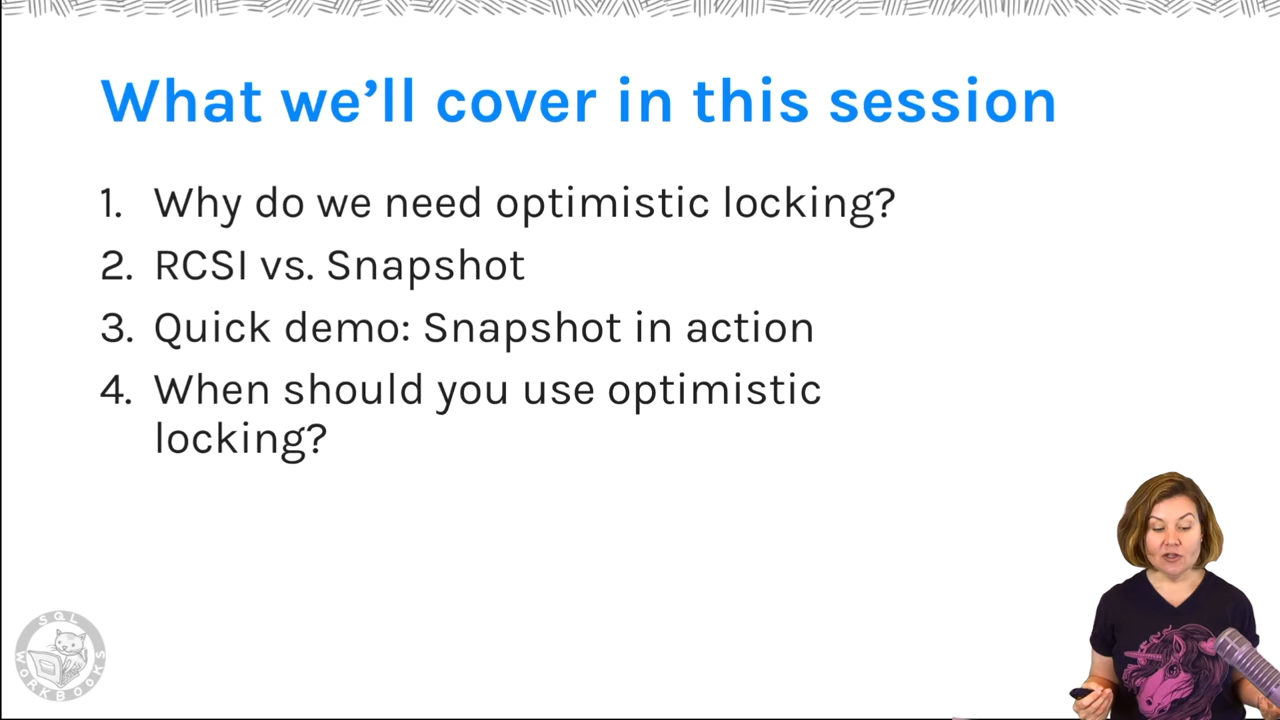 What we’ll cover in this session
1. Why do we need optimistic locking?
2. RCSI vs. Snapshot
3. Quick demo: Snapshot in action
4. When should you use optimistic
locking?
SQL
WORKBOOKS